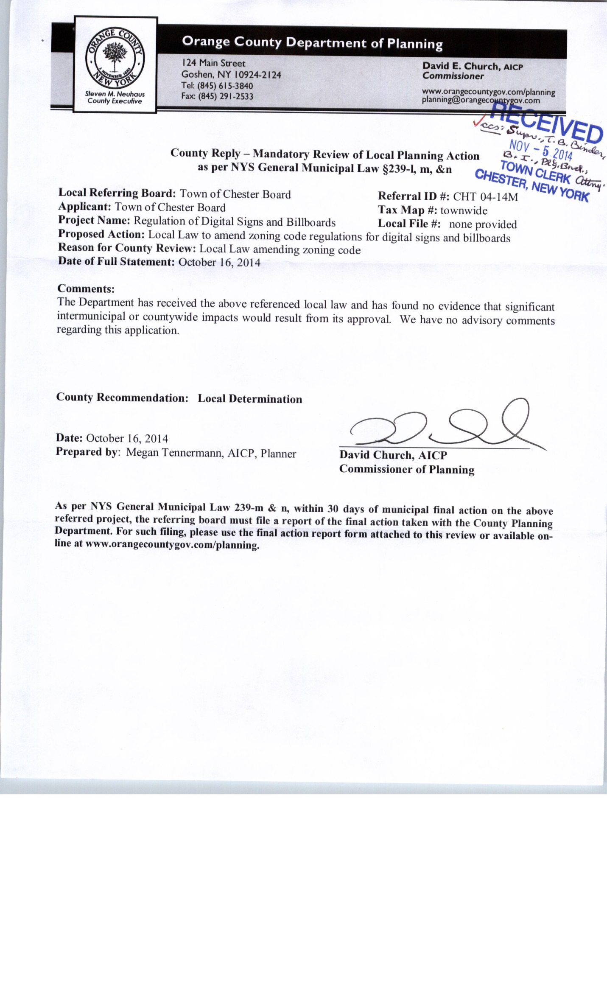 ORANGE COUNTY
1 NOVEMBER 1683
NEW YORK
Steven M. Neuhaus
County Executive
Orange County Department of Planning
124 Main Street
Goshen, NY 10924-2124
Tel: (845) 615-3840
Fax: (845) 291-2533
David E. Church, AICP
Commissioner
www.orangecountygov.com/planning
planning@orangecountygov.com
RECEIVED
ccs: Supv., T. B. Binder,
NOV - 5 2014
B. I., Plg. Brd.,
TOWN CLERK Attny.
CHESTER, NEW YORK
County Reply – Mandatory Review of Local Planning Action
as per NYS General Municipal Law §239-l, m, &n
Local Referring Board: Town of Chester Board
Referral ID #: CHT 04-14M
Applicant: Town of Chester Board
Tax Map #: townwide
Project Name: Regulation of Digital Signs and Billboards
Local File #: none provided
Proposed Action: Local Law to amend zoning code regulations for digital signs and billboards
Reason for County Review: Local Law amending zoning code
Date of Full Statement: October 16, 2014
Comments:
The Department has received the above referenced local law and has found no evidence that significant
intermunicipal or countywide impacts would result from its approval. We have no advisory comments
regarding this application.
County Recommendation: Local Determination
Date: October 16, 2014
Prepared by: Megan Tennermann, AICP, Planner
David Church, AICP
Commissioner of Planning
As per NYS General Municipal Law 239-m & n, within 30 days of municipal final action on the above
referred project, the referring board must file a report of the final action taken with the County Planning
Department. For such filing, please use the final action report form attached to this review or available on-
line at www.orangecountygov.com/planning.